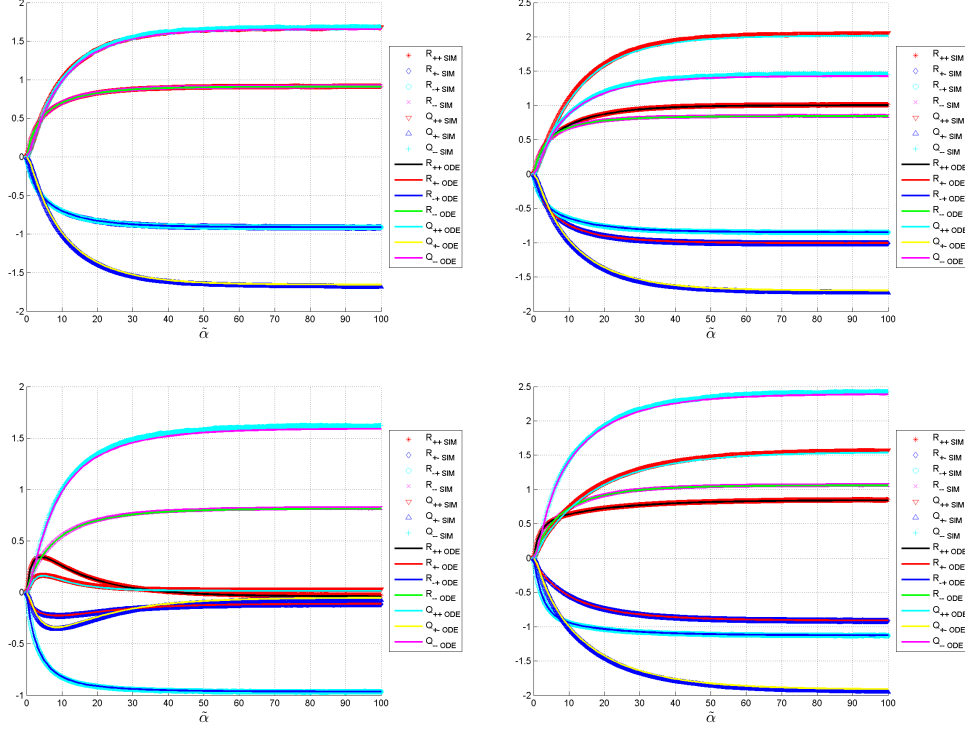 2
1.5
1
0.5
0
-0.5
-1
-1.5
-2
0 10 20 30 40 50 60 70 80 90 100
α̃
R++ SIM
R+- SIM
R-+ SIM
R-- SIM
Q++ SIM
Q+- SIM
Q-- SIM
R++ ODE
R+- ODE
R-+ ODE
R-- ODE
Q++ ODE
Q+- ODE
Q-- ODE
2.5
2
1.5
1
0.5
0
-0.5
-1
-1.5
-2
0 10 20 30 40 50 60 70 80 90 100
α̃
R++ SIM
R+- SIM
R-+ SIM
R-- SIM
Q++ SIM
Q+- SIM
Q-- SIM
R++ ODE
R+- ODE
R-+ ODE
R-- ODE
Q++ ODE
Q+- ODE
Q-- ODE
2
1.5
1
0.5
0
-0.5
-1
0 10 20 30 40 50 60 70 80 90 100
α̃
R++ SIM
R+- SIM
R-+ SIM
R-- SIM
Q++ SIM
Q+- SIM
Q-- SIM
R++ ODE
R+- ODE
R-+ ODE
R-- ODE
Q++ ODE
Q+- ODE
Q-- ODE
2.5
2
1.5
1
0.5
0
-0.5
-1
-1.5
-2
0 10 20 30 40 50 60 70 80 90 100
α̃
R++ SIM
R+- SIM
R-+ SIM
R-- SIM
Q++ SIM
Q+- SIM
Q-- SIM
R++ ODE
R+- ODE
R-+ ODE
R-- ODE
Q++ ODE
Q+- ODE
Q-- ODE